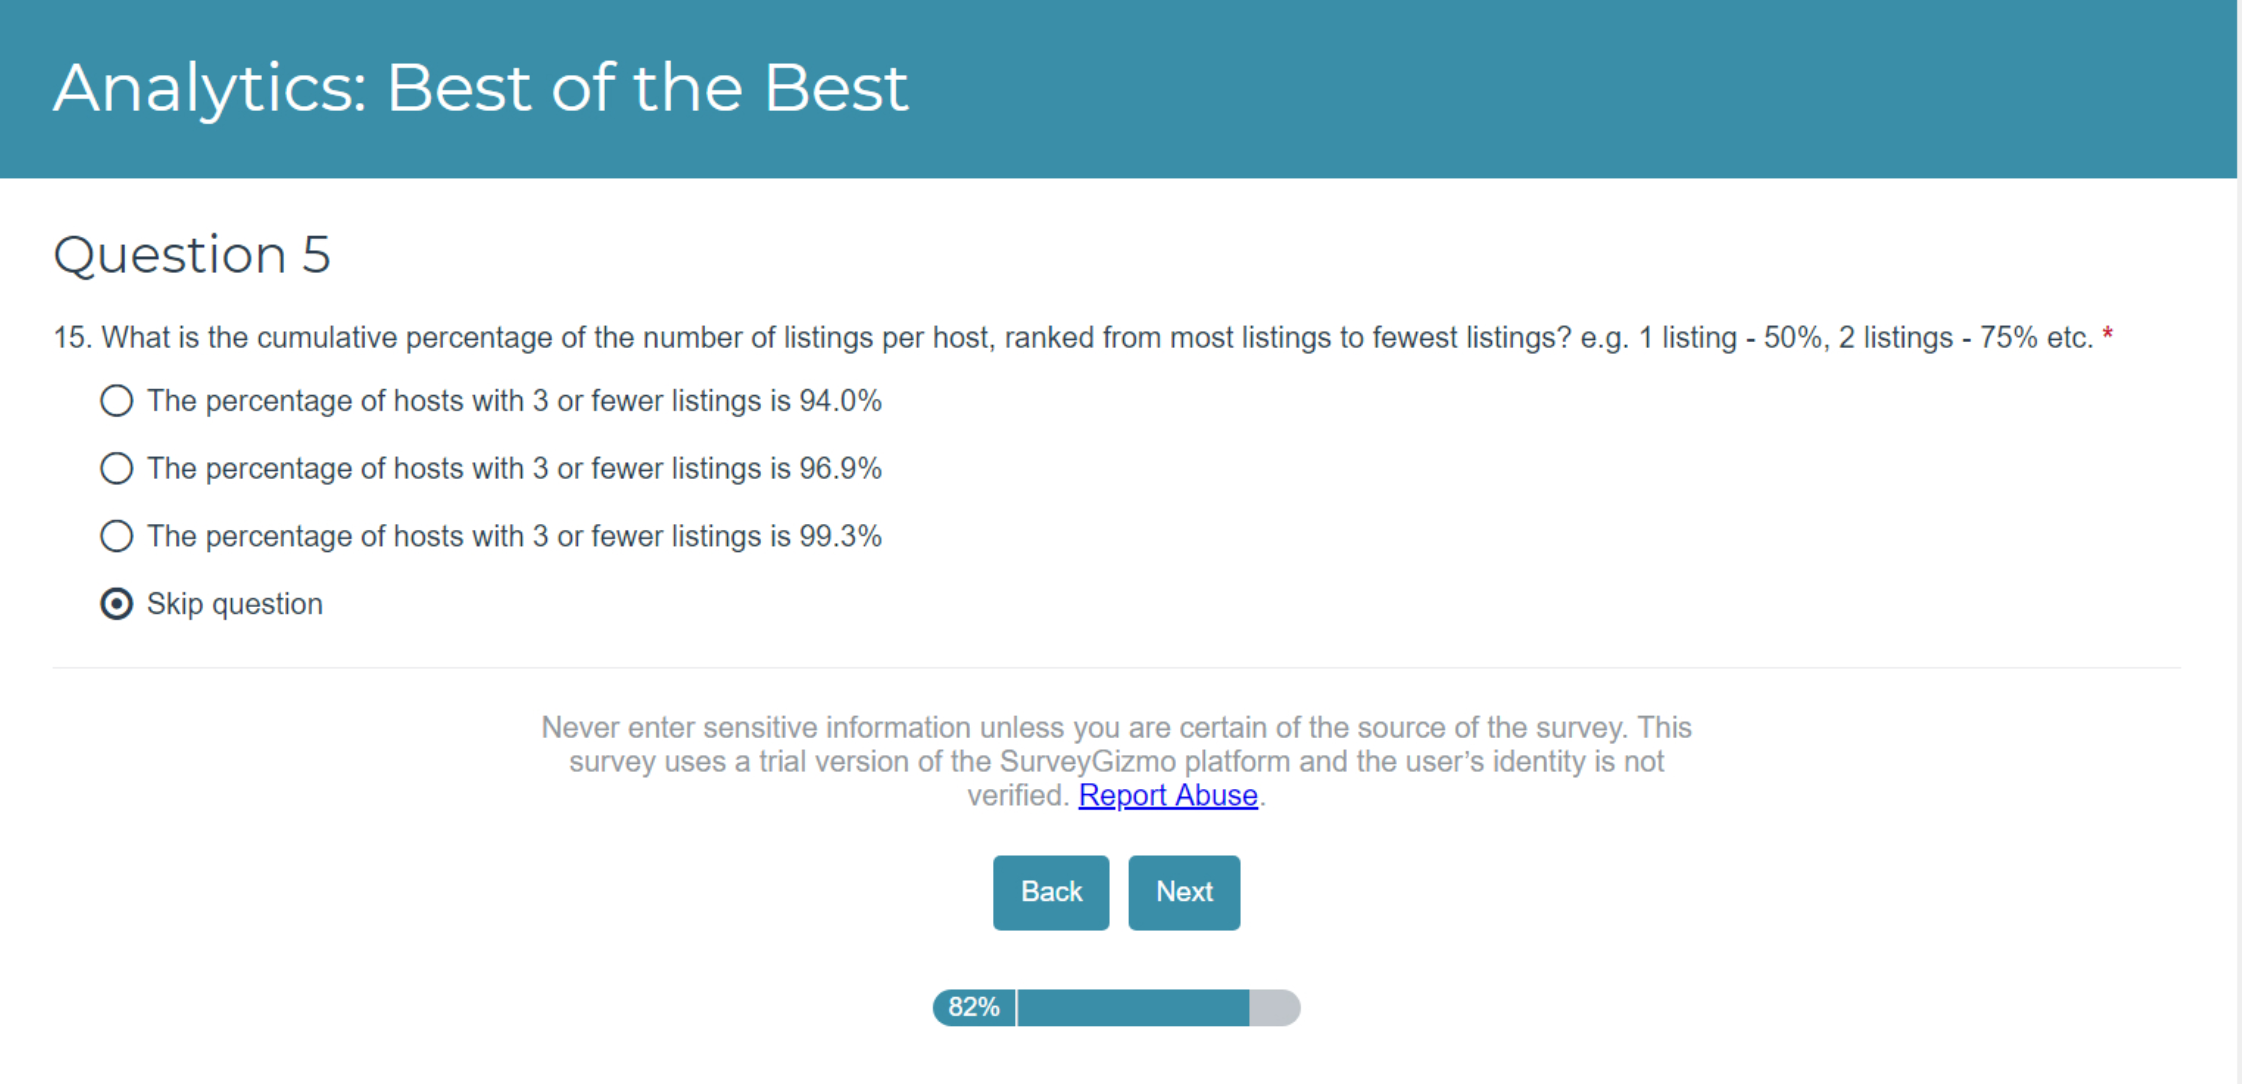 Analytics: Best of the Best
Question 5
15. What is the cumulative percentage of the number of listings per host, ranked from most listings to fewest listings? e.g. 1 listing - 50%, 2 listings - 75% etc. *
The percentage of hosts with 3 or fewer listings is 94.0%
The percentage of hosts with 3 or fewer listings is 96.9%
The percentage of hosts with 3 or fewer listings is 99.3%
Skip question
Never enter sensitive information unless you are certain of the source of the survey. This
survey uses a trial version of the SurveyGizmo platform and the user’s identity is not
verified. Report Abuse.
Back Next
82%